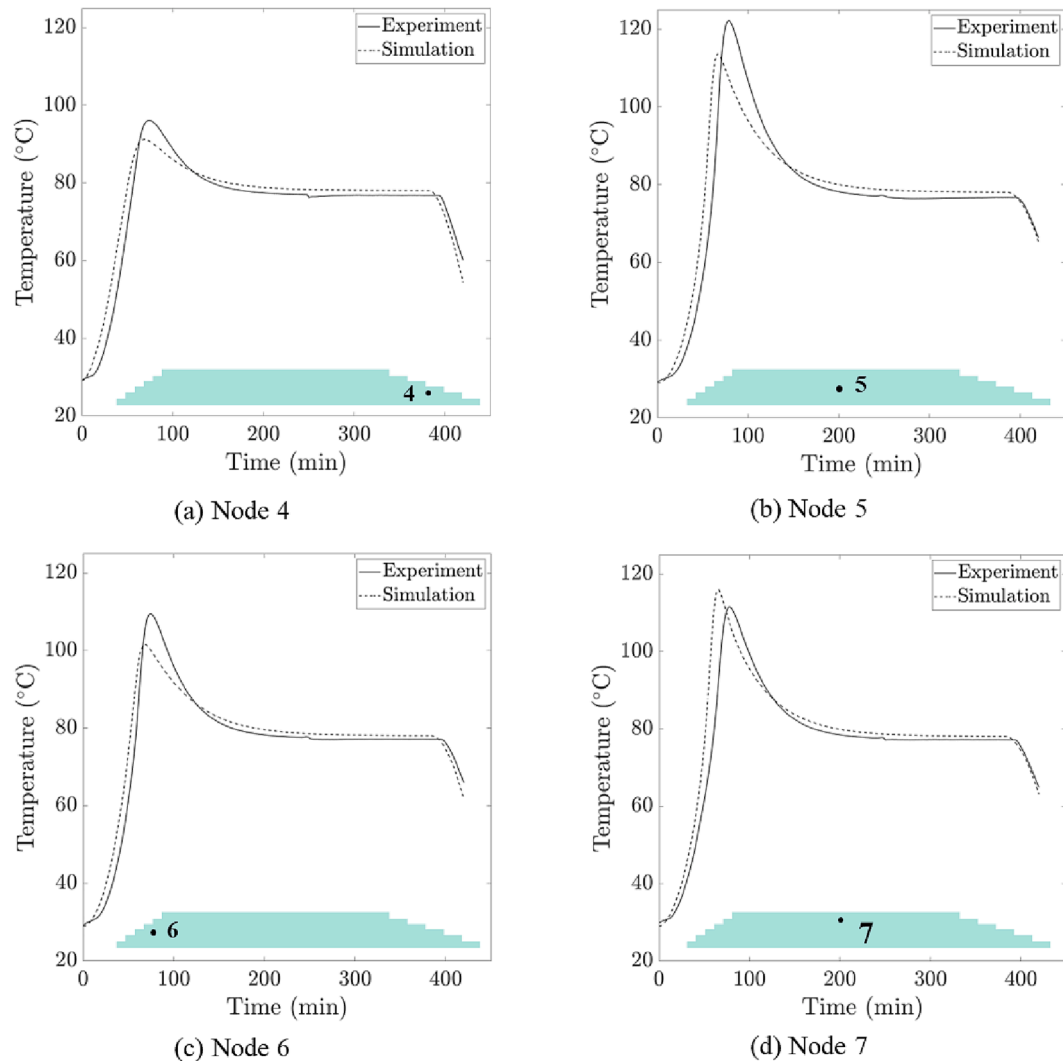 120
100
80
60
40
20
Temperature (°C)
Experiment
Simulation
4
0 100 200 300 400
Time (min)
(a) Node 4
120
100
80
60
40
20
Temperature (°C)
Experiment
Simulation
5
0 100 200 300 400
Time (min)
(b) Node 5
120
100
80
60
40
20
Temperature (°C)
Experiment
Simulation
6
0 100 200 300 400
Time (min)
(c) Node 6
120
100
80
60
40
20
Temperature (°C)
Experiment
Simulation
7
0 100 200 300 400
Time (min)
(d) Node 7